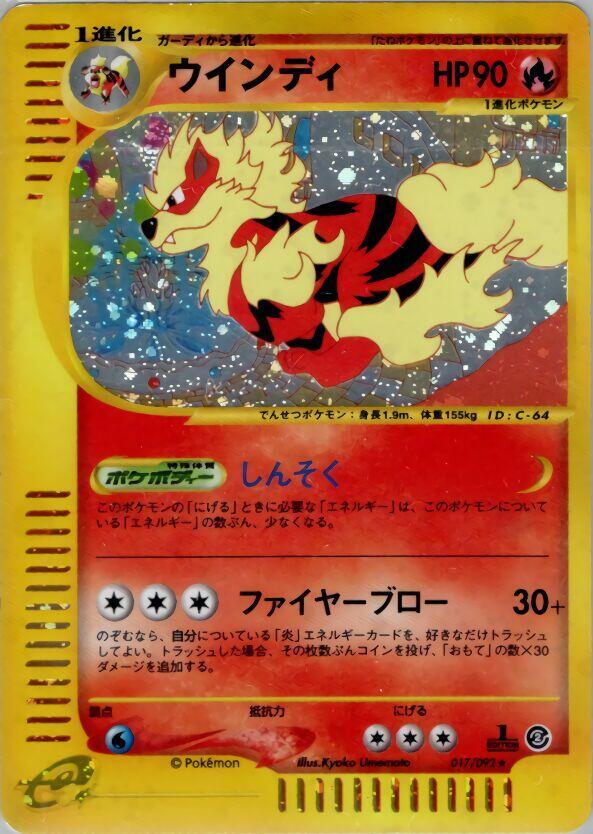 1進化
ガーディから進化
「たねポケモン」の上に重ねて進化させます。
ウインディ
HP90
1進化ポケモン
でんせつポケモン：身長1.9m、体重155kg ID:C-64
特殊体質
ポケボディー
しんそく
このポケモンの「にげる」ときに必要な「エネルギー」は、このポケモンについて
いる「エネルギー」の数ぶん、少なくなる。
ファイヤーブロー 30+
のぞむなら、自分についている「炎」エネルギーカードを、好きなだけトラッシュ
してよい。トラッシュした場合、その枚数ぶんコインを投げ、「おもて」の数×30
ダメージを追加する。
弱点 抵抗力 にげる
1
EDITION
©Pokémon
Illus.Kyoko Umemoto
017/092★